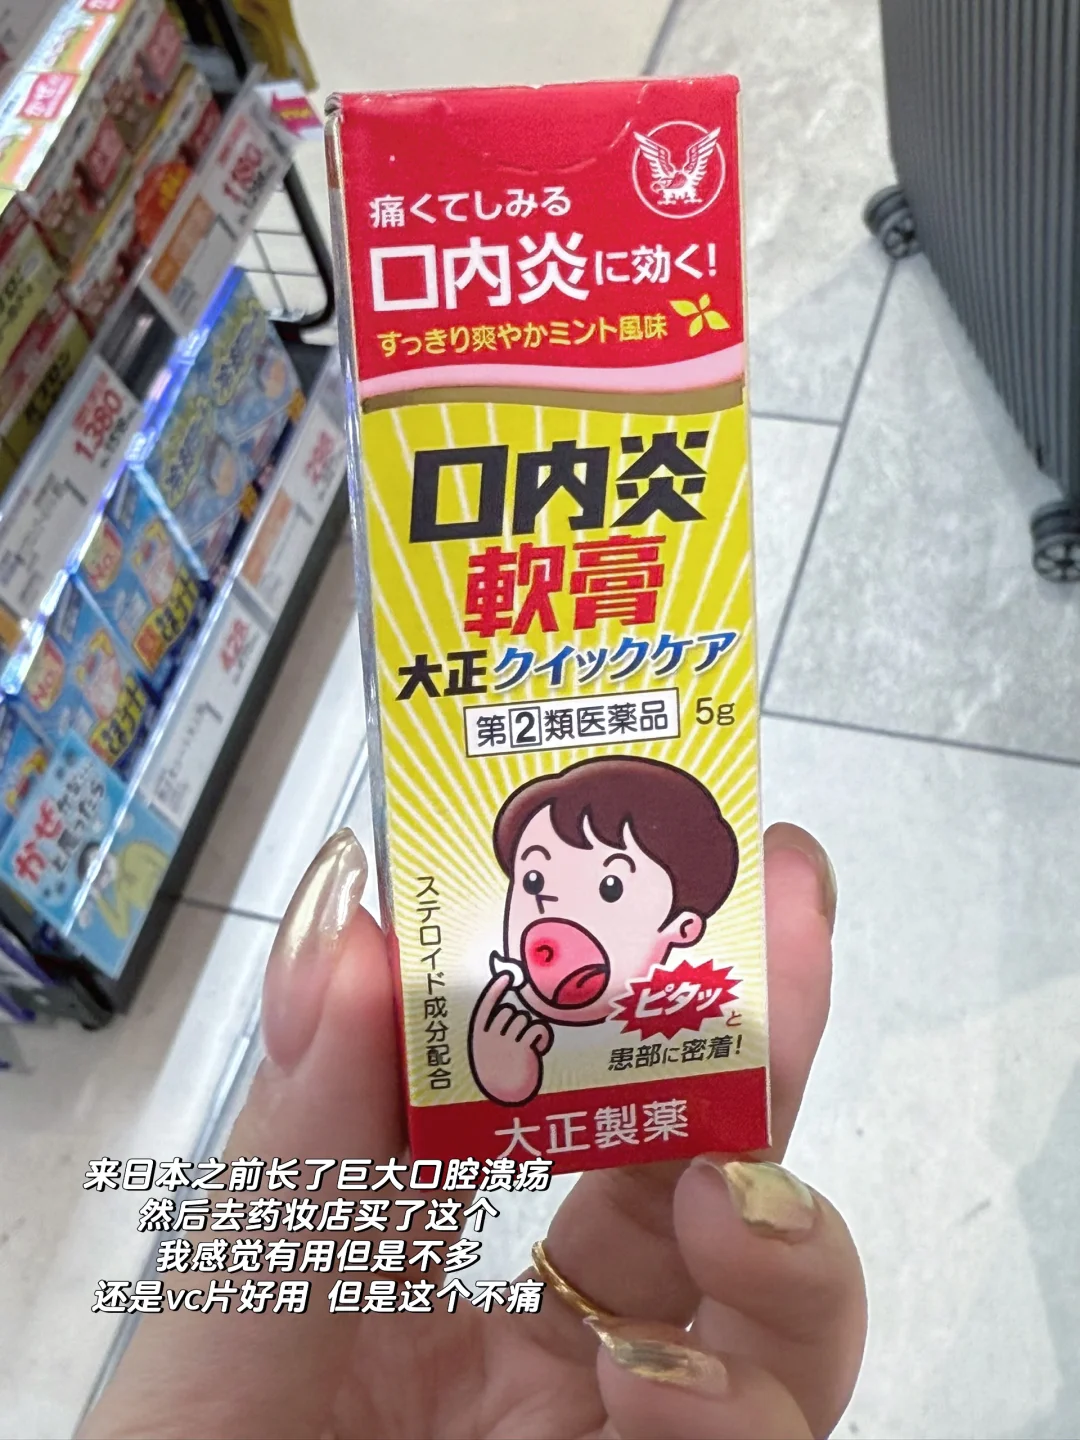 痛くてしみる
口内炎に効く!
すっきり爽やかミント風味
口内炎
軟膏
大正クイックケア
第2類医薬品 5g
ステロイド成分配合
ピタッと
患部に密着!
大正製薬
来日本之前长了巨大口腔溃疡
然后去药妆店买了这个
我感觉有用但是不多
还是vc片好用 但是这个不痛
1380
No.1
かぜ